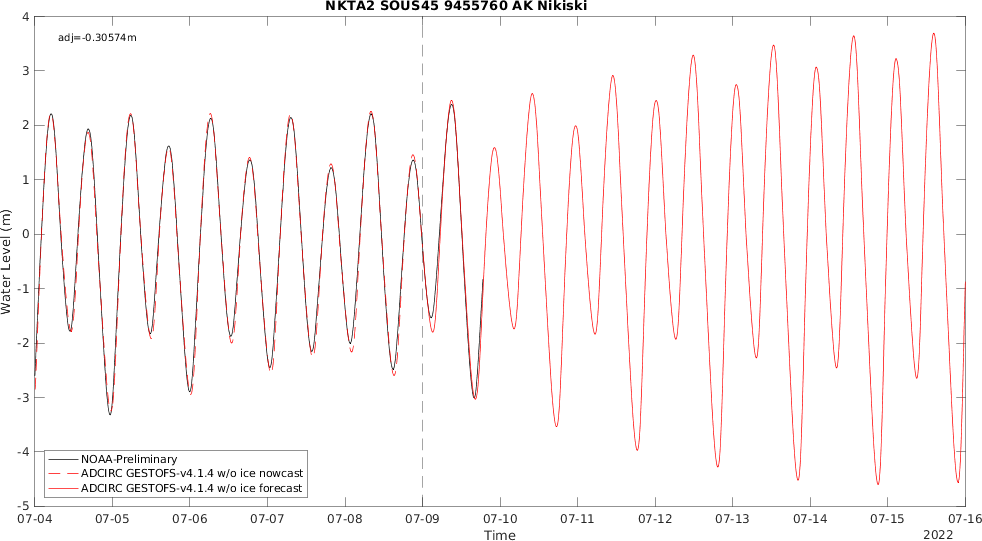 NKTA2 SOUS45 9455760 AK Nikiski
adj=-0.30574m
4
3
2
1
0
-1
-2
-3
-4
-5
Water Level (m)
NOAA-Preliminary
ADCIRC GESTOFS-v4.1.4 w/o ice nowcast
ADCIRC GESTOFS-v4.1.4 w/o ice forecast
07-04 07-05 07-06 07-07 07-08 07-09 07-10 07-11 07-12 07-13 07-14 07-15 07-16
Time
2022